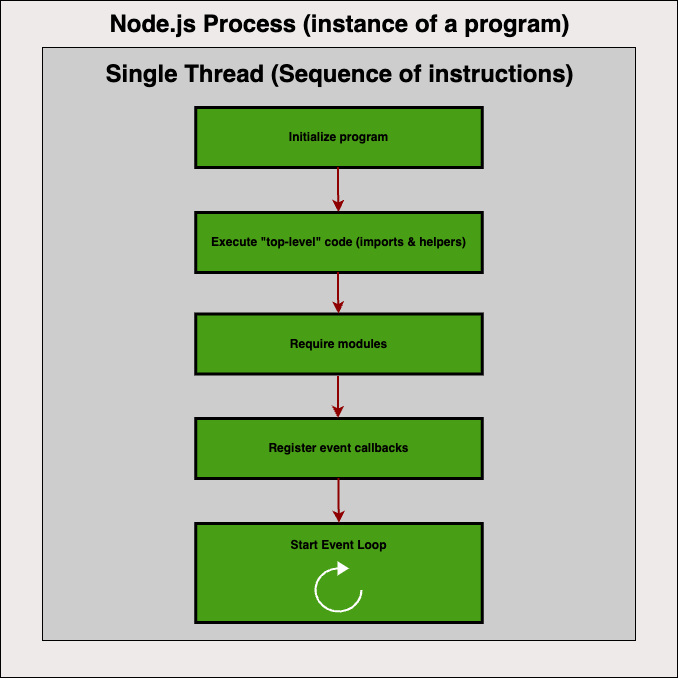 Node.js Process (instance of a program)
Single Thread (Sequence of instructions)
Initialize program
Execute "top-level" code (imports & helpers)
Require modules
Register event callbacks
Start Event Loop